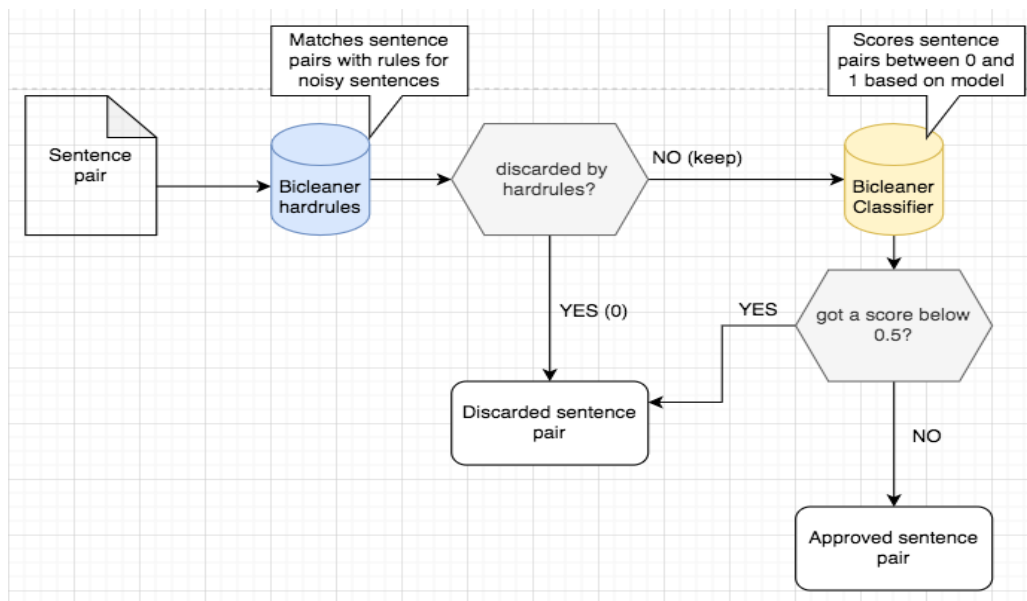 Matches sentence
pairs with rules for
noisy sentences
Scores sentence
pairs between 0 and
1 based on model
Sentence
pair
Bicleaner
hardrules
discarded by
hardrules?
NO (keep)
Bicleaner
Classifier
YES (0)
YES
got a score below
0.5?
Discarded sentence
pair
NO
Approved sentence
pair